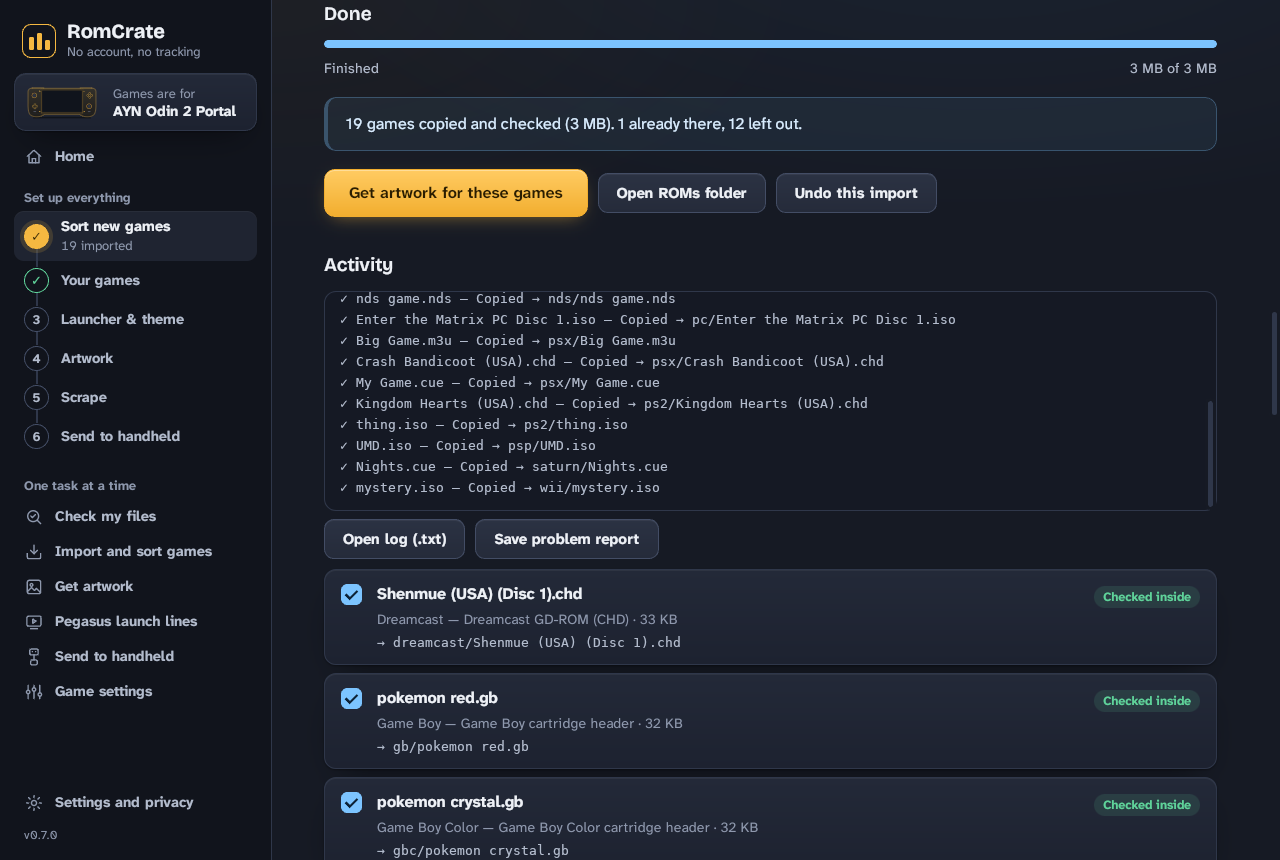 RomCrate
No account, no tracking
Games are for
AYN Odin 2 Portal
Home
Set up everything
✓ Sort new games
19 imported
✓ Your games
3 Launcher & theme
4 Artwork
5 Scrape
6 Send to handheld
One task at a time
Check my files
Import and sort games
Get artwork
Pegasus launch lines
Send to handheld
Game settings
Settings and privacy
v0.7.0
Done
Finished 3 MB of 3 MB
19 games copied and checked (3 MB). 1 already there, 12 left out.
Get artwork for these games Open ROMs folder Undo this import
Activity
✓ nds game.nds — Copied → nds/nds game.nds
✓ Enter the Matrix PC Disc 1.iso — Copied → pc/Enter the Matrix PC Disc 1.iso
✓ Big Game.m3u — Copied → psx/Big Game.m3u
✓ Crash Bandicoot (USA).chd — Copied → psx/Crash Bandicoot (USA).chd
✓ My Game.cue — Copied → psx/My Game.cue
✓ Kingdom Hearts (USA).chd — Copied → ps2/Kingdom Hearts (USA).chd
✓ thing.iso — Copied → ps2/thing.iso
✓ UMD.iso — Copied → psp/UMD.iso
✓ Nights.cue — Copied → saturn/Nights.cue
✓ mystery.iso — Copied → wii/mystery.iso
Open log (.txt) Save problem report
Shenmue (USA) (Disc 1).chd Checked inside
Dreamcast — Dreamcast GD-ROM (CHD) · 33 KB
→ dreamcast/Shenmue (USA) (Disc 1).chd
pokemon red.gb Checked inside
Game Boy — Game Boy cartridge header · 32 KB
→ gb/pokemon red.gb
pokemon crystal.gb Checked inside
Game Boy Color — Game Boy Color cartridge header · 32 KB
→ gbc/pokemon crystal.gb